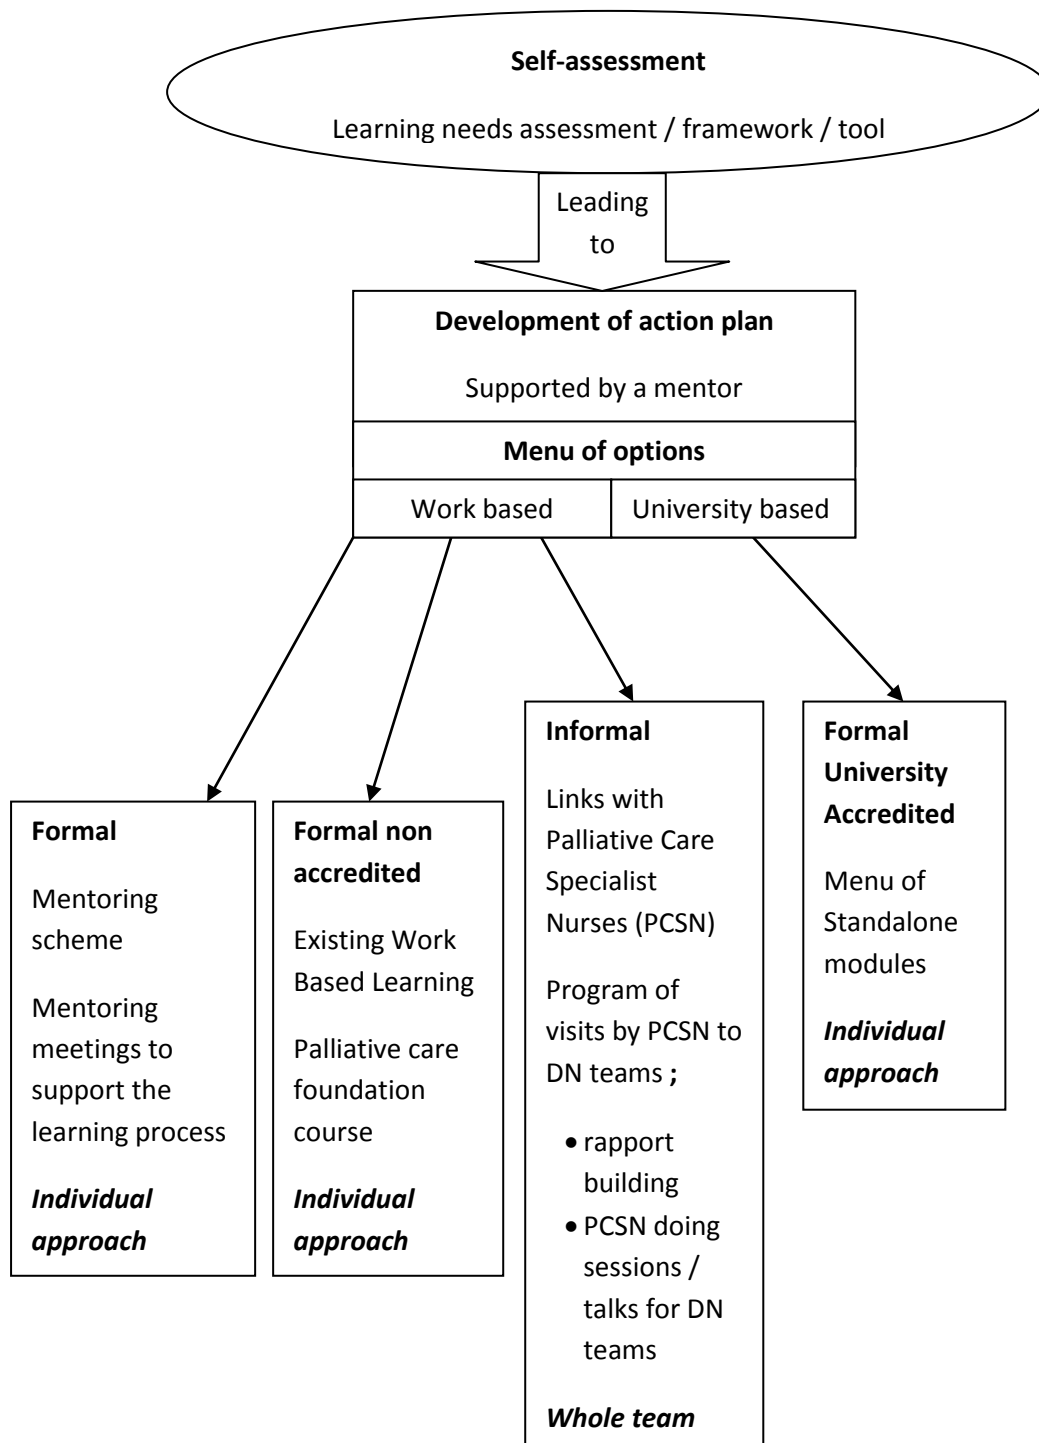 Self-assessment
Learning needs assessment / framework / tool
Leading
to
Development of action plan
Supported by a mentor
Menu of options
Work based
University based
Formal
Mentoring
scheme
Mentoring
meetings to
support the
learning process
Individual
approach
Formal non
accredited
Existing Work
Based Learning
Palliative care
foundation
course
Individual
approach
Informal
Links with
Palliative Care
Specialist
Nurses (PCSN)
Program of
visits by PCSN to
DN teams ;
• rapport
building
• PCSN doing
sessions /
talks for DN
teams
Whole team
Formal
University
Accredited
Menu of
Standalone
modules
Individual
approach